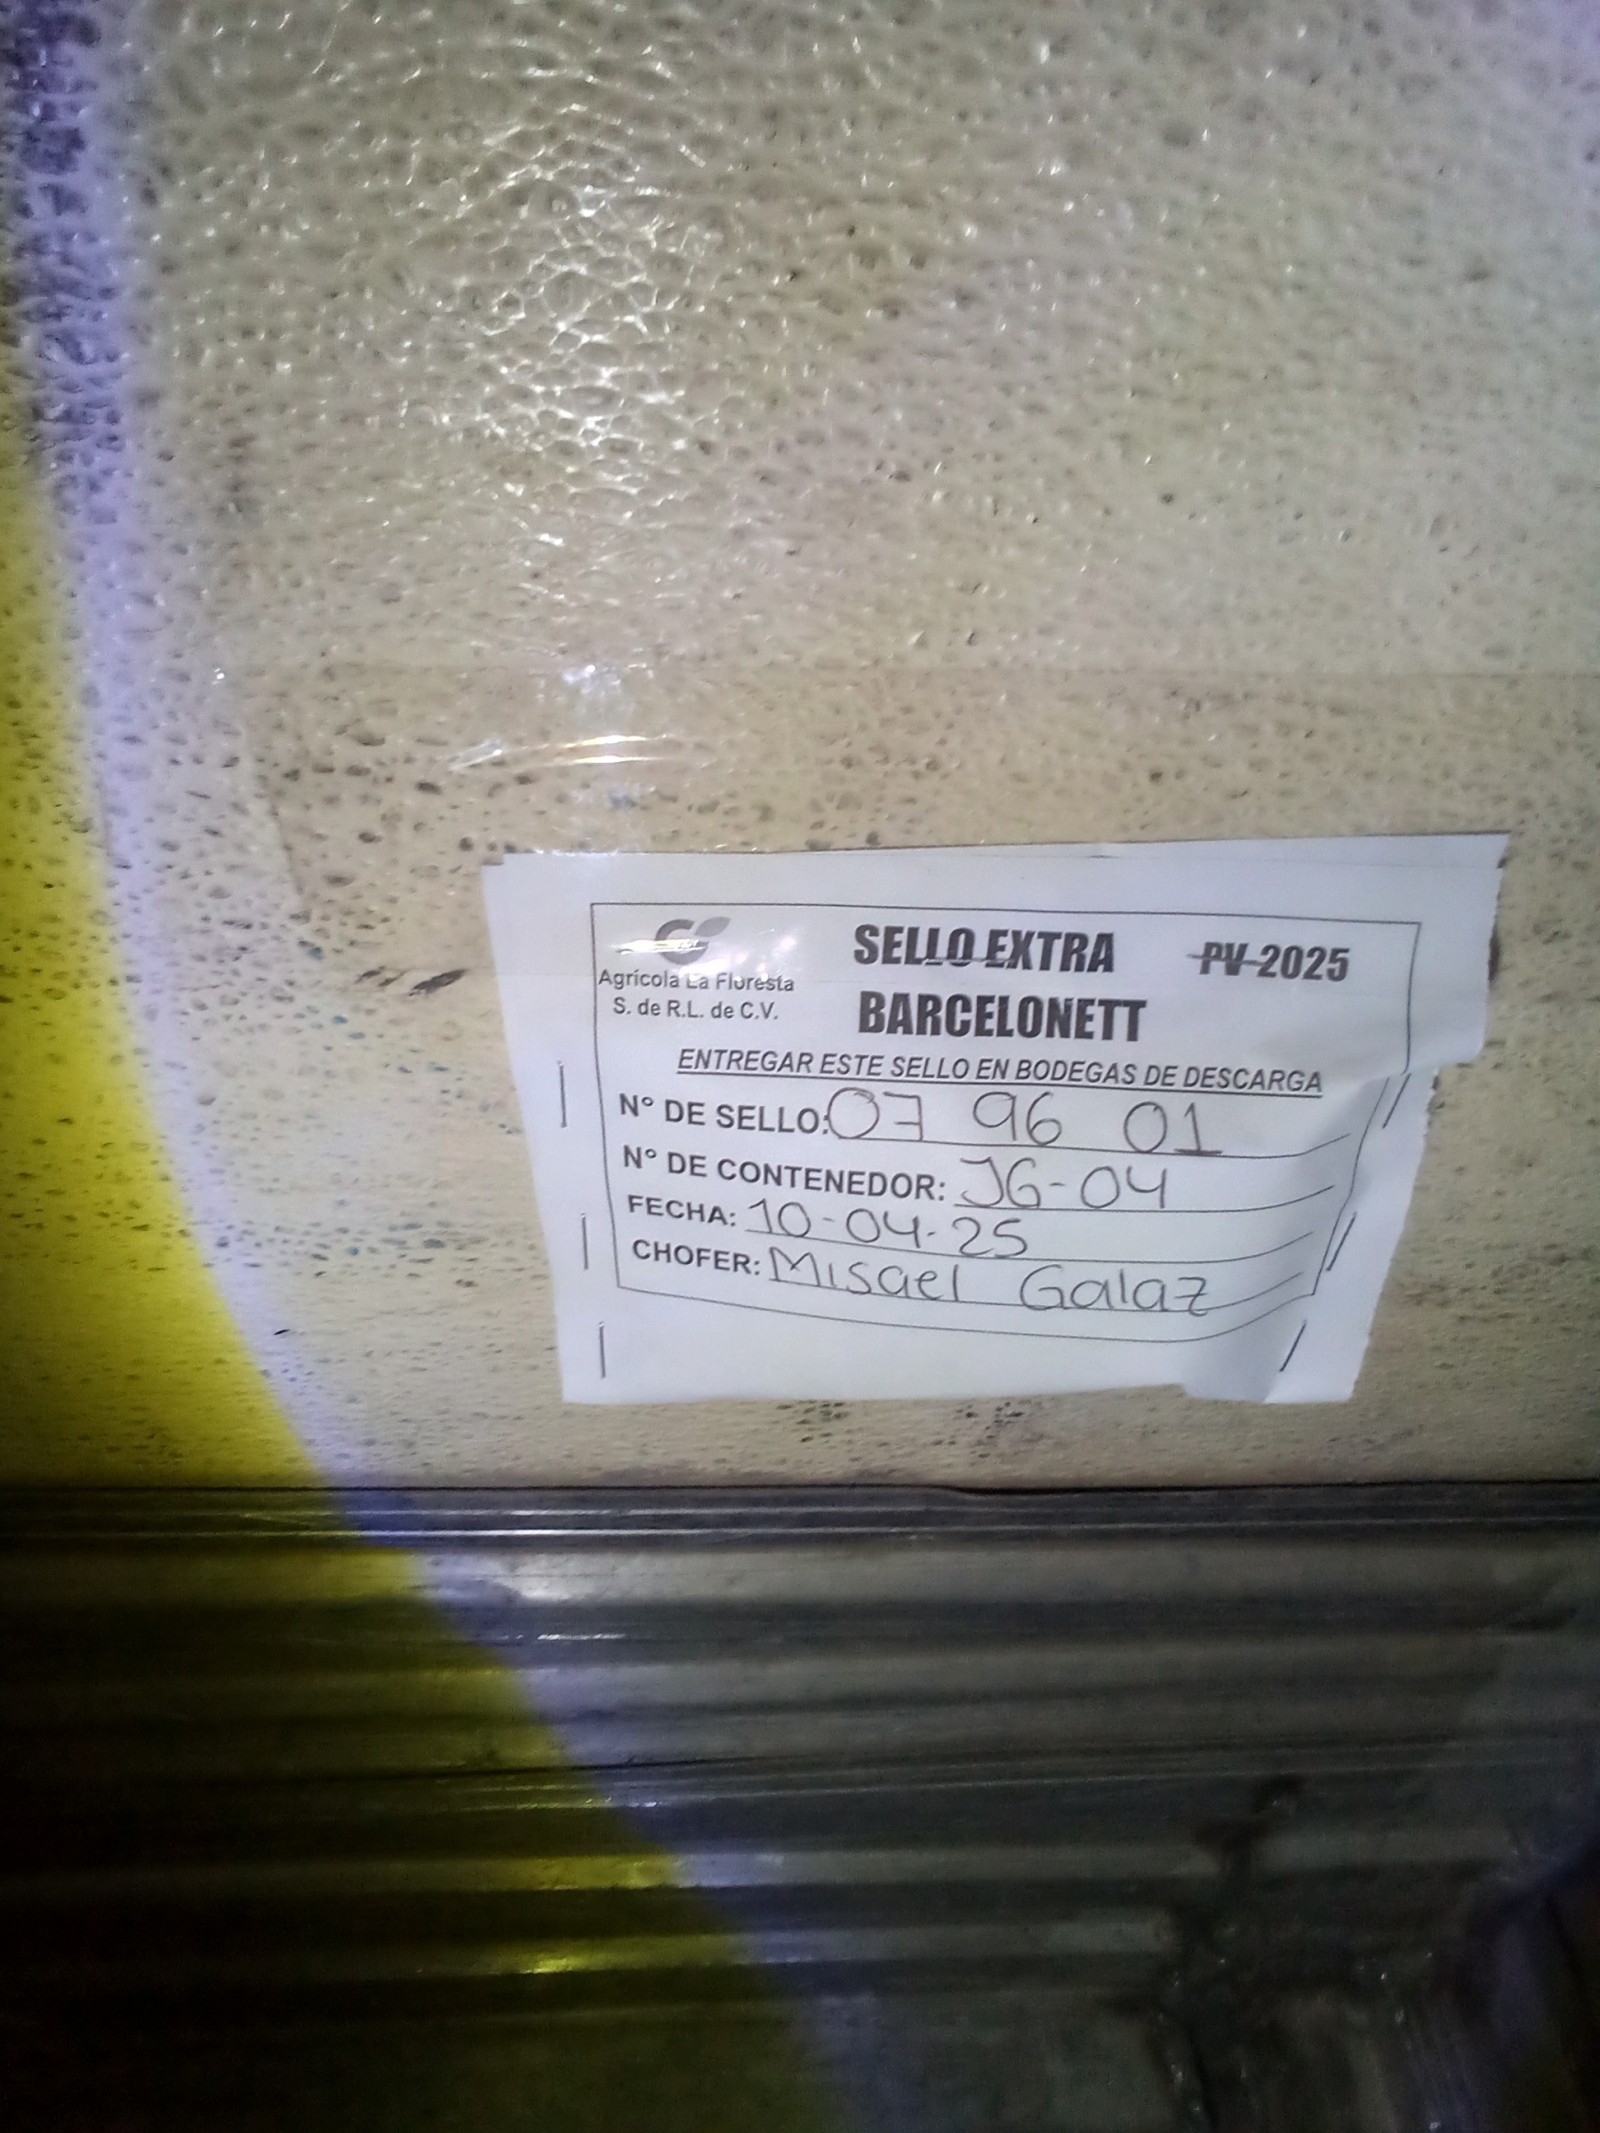 SELLO EXTRA PV-2025
Agrícola La Floresta
S. de R.L. de C.V.
BARCELONETT
ENTREGAR ESTE SELLO EN BODEGAS DE DESCARGA
N° DE SELLO: 07 96 01
N° DE CONTENEDOR: JG-04
FECHA: 10-04-25
CHOFER: Misael Galaz